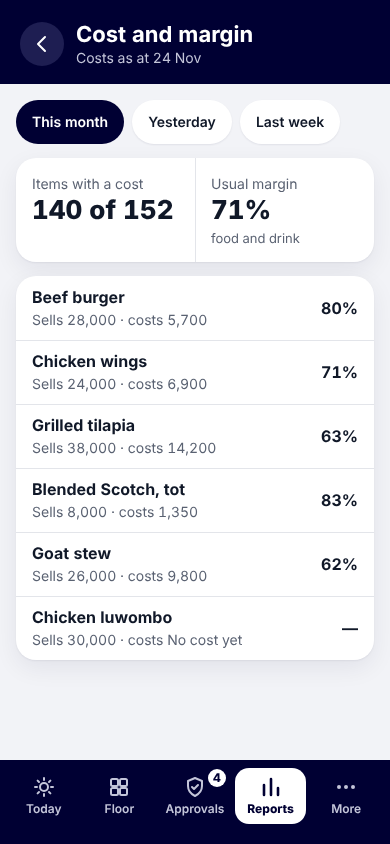 Cost and margin
Costs as at 24 Nov
This month
Yesterday
Last week
Items with a cost
140 of 152
Usual margin
71%
food and drink
Beef burger
Sells 28,000 · costs 5,700
80%
Chicken wings
Sells 24,000 · costs 6,900
71%
Grilled tilapia
Sells 38,000 · costs 14,200
63%
Blended Scotch, tot
Sells 8,000 · costs 1,350
83%
Goat stew
Sells 26,000 · costs 9,800
62%
Chicken luwombo
Sells 30,000 · costs No cost yet
—
4
Today
Floor
Approvals
Reports
More